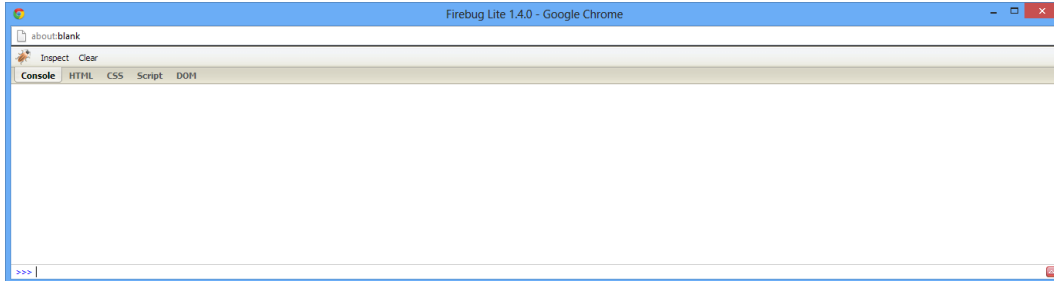 Firebug Lite 1.4.0 - Google Chrome
about:blank
Inspect Clear
Console HTML CSS Script DOM
>>>